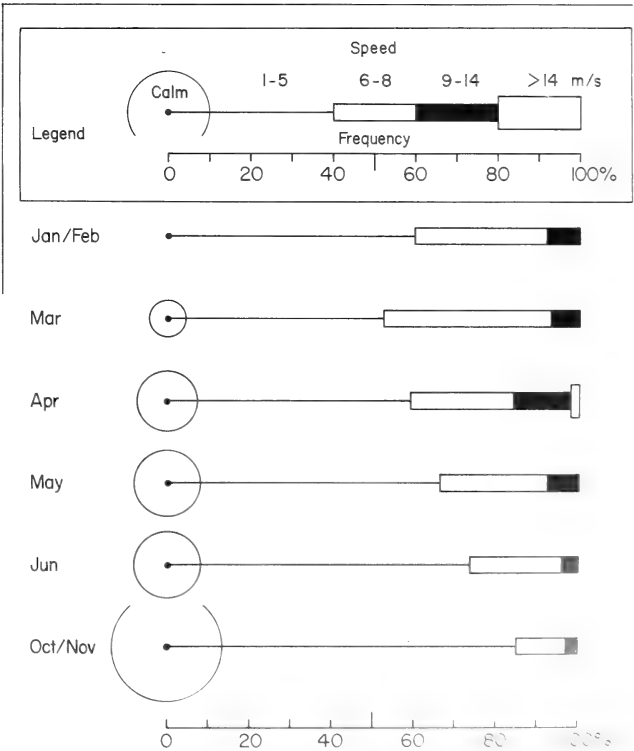 Speed
Calm 1-5 6-8 9-14 >14 m/s
Legend
Frequency
0 20 40 60 80 100%
Jan/Feb
Mar
Apr
May
Jun
Oct/Nov
0 20 40 60 80